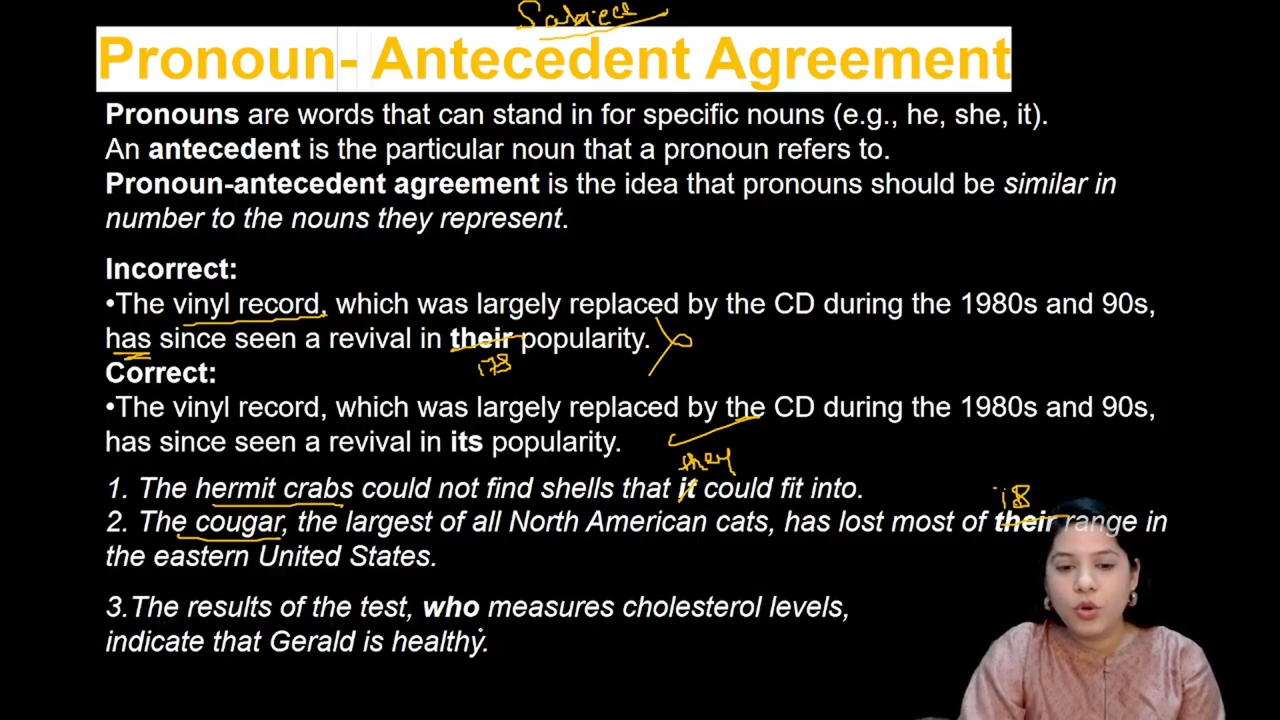 Subject
Pronoun- Antecedent Agreement
Pronouns are words that can stand in for specific nouns (e.g., he, she, it).
An antecedent is the particular noun that a pronoun refers to.
Pronoun-antecedent agreement is the idea that pronouns should be similar in
number to the nouns they represent.
Incorrect:
•The vinyl record, which was largely replaced by the CD during the 1980s and 90s,
has since seen a revival in their popularity.
its
Correct:
•The vinyl record, which was largely replaced by the CD during the 1980s and 90s,
has since seen a revival in its popularity.
they
1. The hermit crabs could not find shells that it could fit into.
2. The cougar, the largest of all North American cats, has lost most of their range in
the eastern United States.
3.The results of the test, who measures cholesterol levels,
indicate that Gerald is healthy.